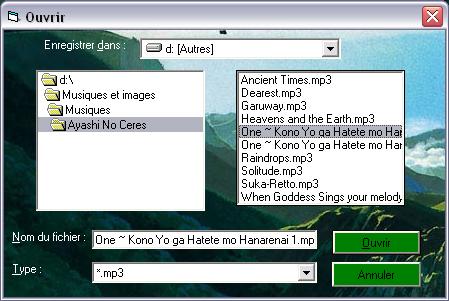 Ouvrir
Enregistrer dans :
d: [Autres]
d:\
Musiques et images
Musiques
Ayashi No Ceres
Ancient Times.mp3
Dearest.mp3
Garuway.mp3
Heavens and the Earth.mp3
One ~ Kono Yo ga Hatete mo Har
One ~ Kono Yo ga Hatete mo Har
Raindrops.mp3
Solitude.mp3
Suka-Retto.mp3
When Goddess Sings your melody
Nom du fichier :
One ~ Kono Yo ga Hatete mo Hanarenai 1.mp
Ouvrir
Type :
*.mp3
Annuler